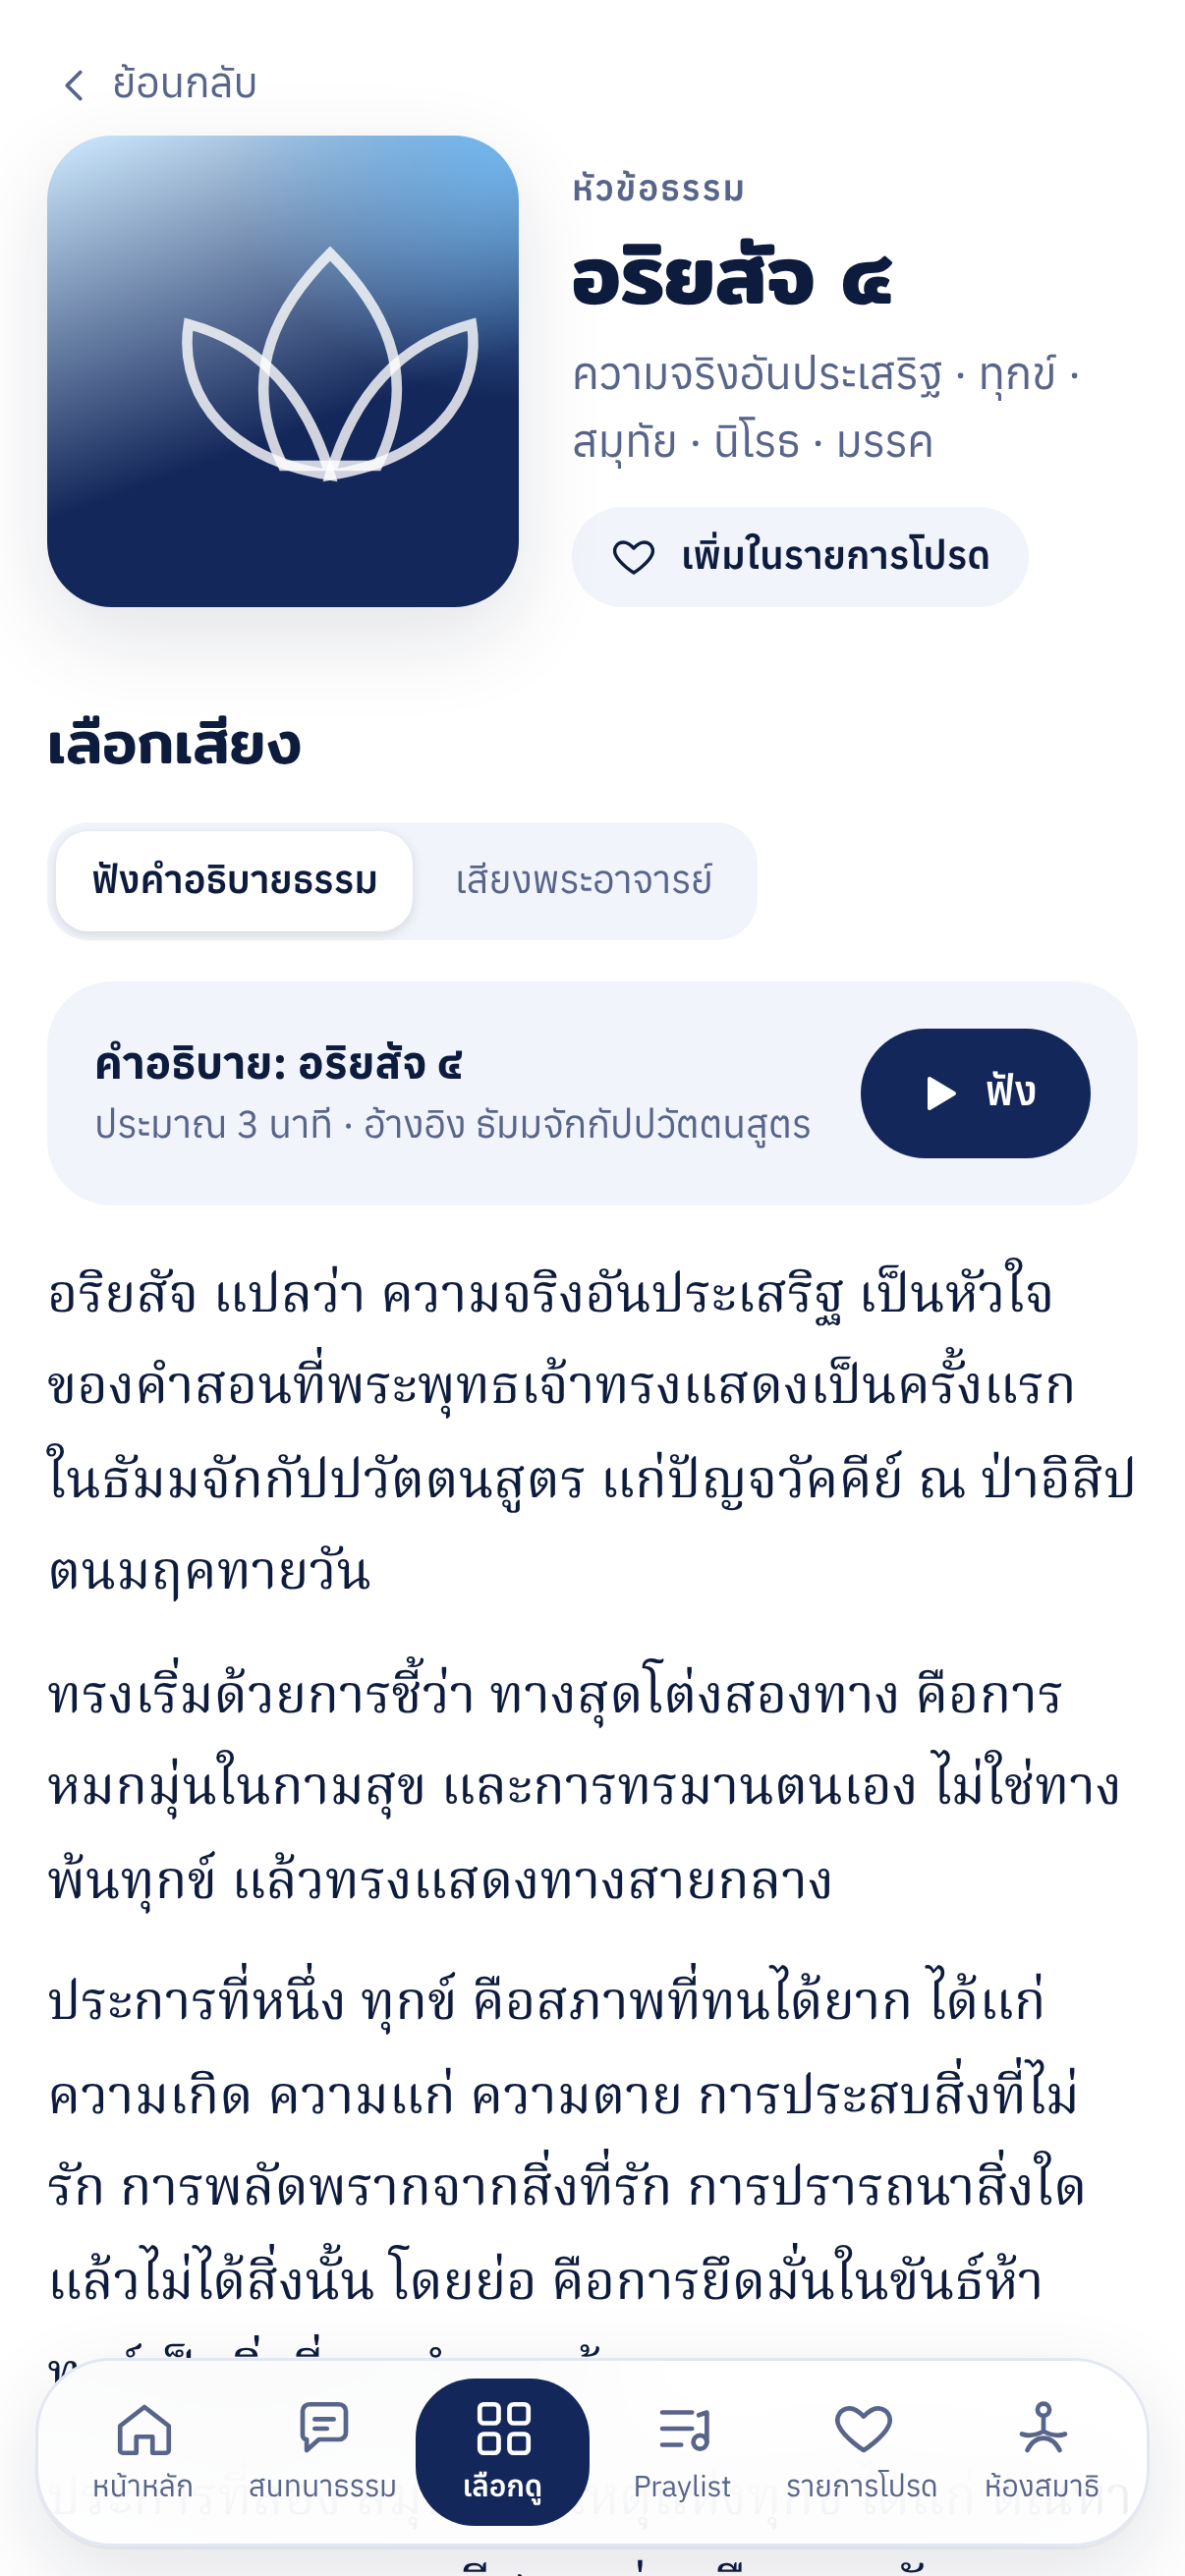 ย้อนกลับ
หัวข้อธรรม
อริยสัจ ๔
ความจริงอันประเสริฐ · ทุกข์ ·
สมุทัย · นิโรธ · มรรค
เพิ่มในรายการโปรด
เลือกเสียง
ฟังคำอธิบายธรรม
เสียงพระอาจารย์
คำอธิบาย: อริยสัจ ๔
ประมาณ 3 นาที · อ้างอิง ธัมมจักกัปปวัตตนสูตร
ฟัง
อริยสัจ แปลว่า ความจริงอันประเสริฐ เป็นหัวใจ
ของคำสอนที่พระพุทธเจ้าทรงแสดงเป็นครั้งแรก
ในธัมมจักกัปปวัตตนสูตร แก่ปัญจวัคคีย์ ณ ป่าอิสิป
ตนมฤคทายวัน
ทรงเริ่มด้วยการชี้ว่า ทางสุดโต่งสองทาง คือการ
หมกมุ่นในกามสุข และการทรมานตนเอง ไม่ใช่ทาง
พ้นทุกข์ แล้วทรงแสดงทางสายกลาง
ประการที่หนึ่ง ทุกข์ คือสภาพที่ทนได้ยาก ได้แก่
ความเกิด ความแก่ ความตาย การประสบสิ่งที่ไม่
รัก การพลัดพรากจากสิ่งที่รัก การปรารถนาสิ่งใด
แล้วไม่ได้สิ่งนั้น โดยย่อ คือการยึดมั่นในขันธ์ห้า
หน้าหลัก
สนทนาธรรม
เลือกดู
Praylist
รายการโปรด
ห้องสมาธิ